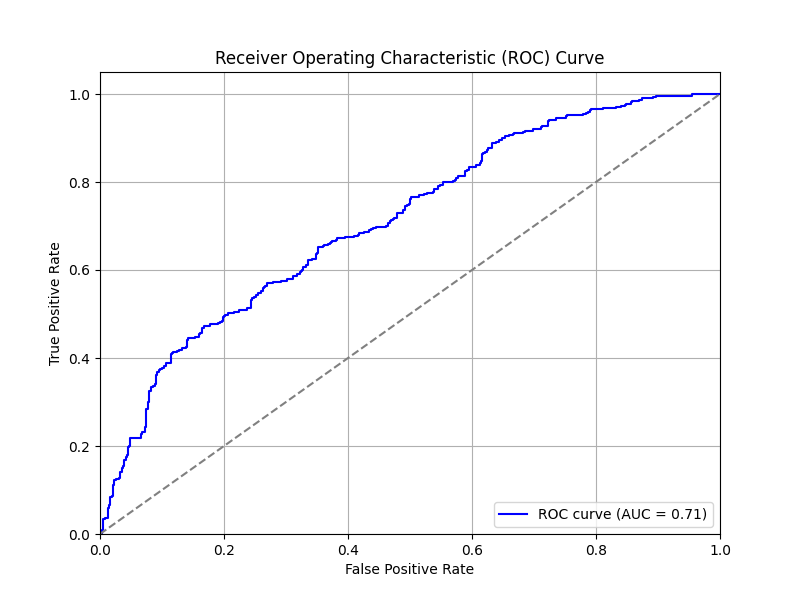 Receiver Operating Characteristic (ROC) Curve
True Positive Rate
1.0
0.8
0.6
0.4
0.2
0.0
ROC curve (AUC = 0.71)
0.0 0.2 0.4 0.6 0.8 1.0
False Positive Rate